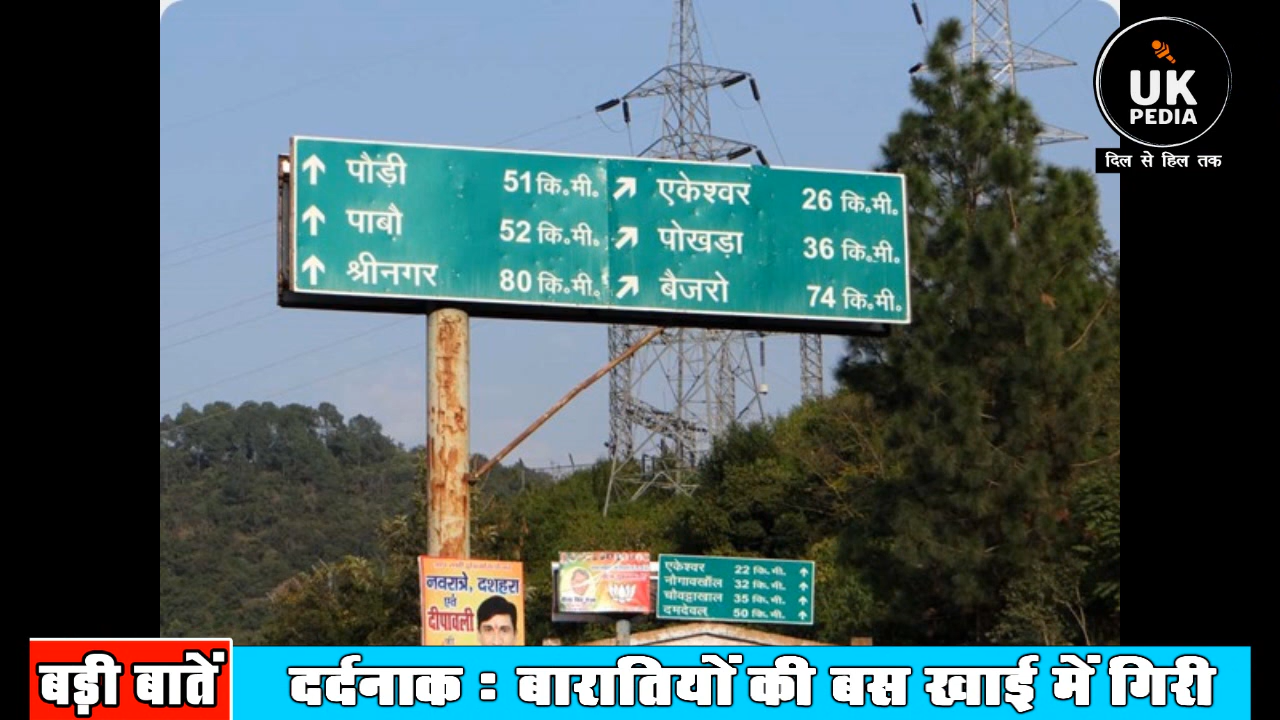 UK
PEDIA
दिल से हिल तक
पौड़ी 51 कि॰मी॰
पाबौ 52 कि॰मी॰
श्रीनगर 80 कि॰मी॰
एकेश्वर 26 कि॰मी॰
पोखड़ा 36 कि॰मी॰
बैजरो 74 कि॰मी॰
नवरात्रे, दशहरा
एवं
दीपावली
की
एकेश्वर 22 कि॰मी॰
नौगावखाल 32 कि॰मी॰
चौबट्टाखाल 35 कि॰मी॰
दमदेवल 50 कि॰मी॰
बड़ी बातें
दर्दनाक : बारातियों की बस खाई में गिरी